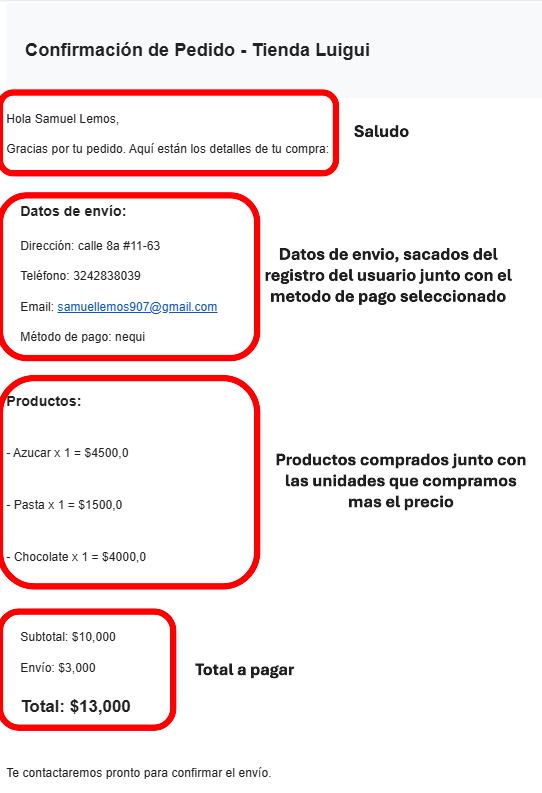 Confirmación de Pedido - Tienda Luigui
Hola Samuel Lemos,
Gracias por tu pedido. Aquí están los detalles de tu compra:
Saludo
Datos de envío:
Dirección: calle 8a #11-63
Teléfono: 3242838039
Email: samuellemos907@gmail.com
Método de pago: nequi
Datos de envio, sacados del
registro del usuario junto con el
metodo de pago seleccionado
Productos:
- Azucar x 1 = $4500,0
- Pasta x 1 = $1500,0
- Chocolate x 1 = $4000,0
Productos comprados junto con
las unidades que compramos
mas el precio
Subtotal: $10,000
Envío: $3,000
Total: $13,000
Total a pagar
Te contactaremos pronto para confirmar el envío.